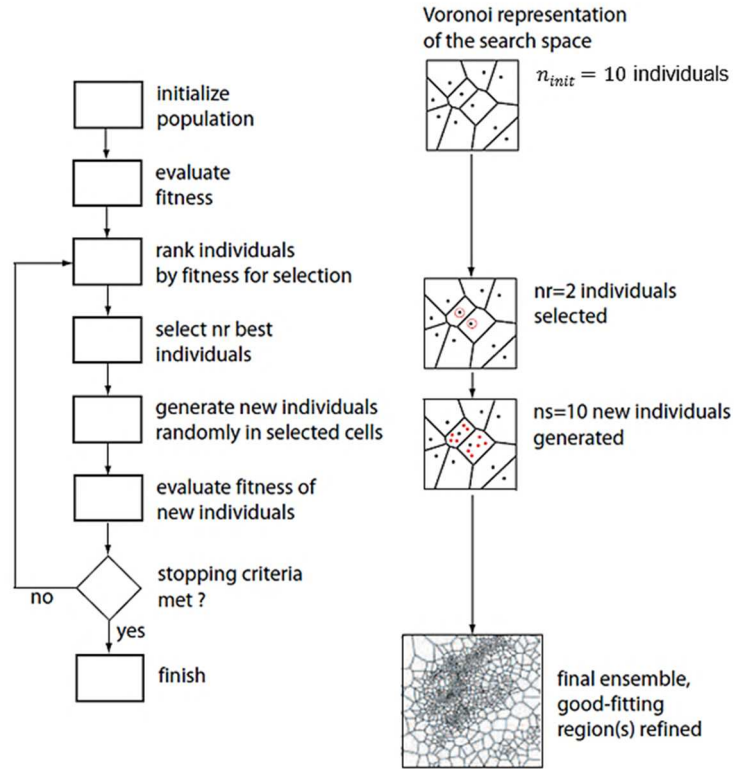 initialize
population
evaluate
fitness
rank individuals
by fitness for selection
select nr best
individuals
generate new individuals
randomly in selected cells
evaluate fitness of
new individuals
stopping criteria
met ?
no
yes
finish
Voronoi representation
of the search space
n_init = 10 individuals
nr=2 individuals
selected
ns=10 new individuals
generated
final ensemble,
good-fitting
region(s) refined